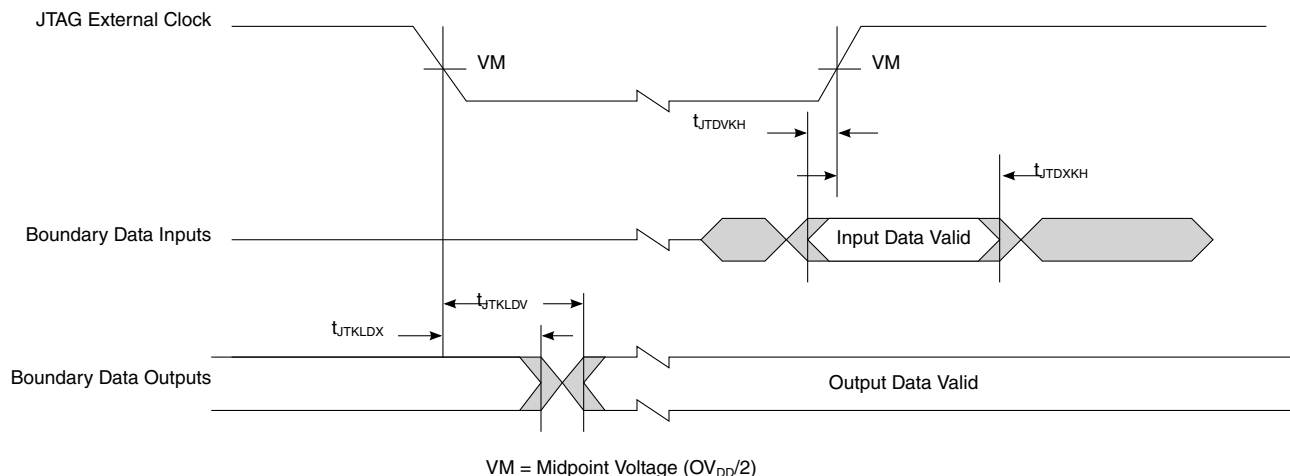 JTAG External Clock
VM
VM
tJTDVKH
tJTDXKH
Boundary Data Inputs
Input Data Valid
tJTKLDV
tJTKLDX
Boundary Data Outputs
Output Data Valid
VM = Midpoint Voltage (OVDD/2)